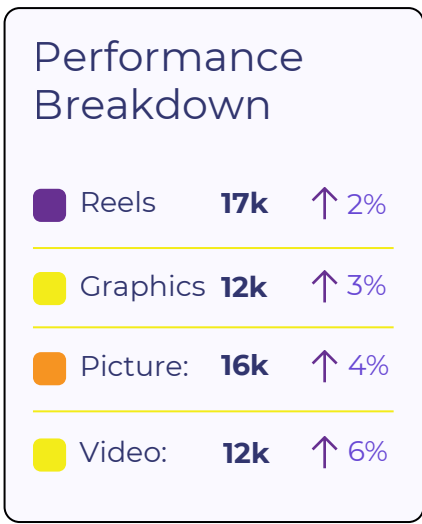 Performance
Breakdown
Reels 17k ↑ 2%
Graphics 12k ↑ 3%
Picture: 16k ↑ 4%
Video: 12k ↑ 6%